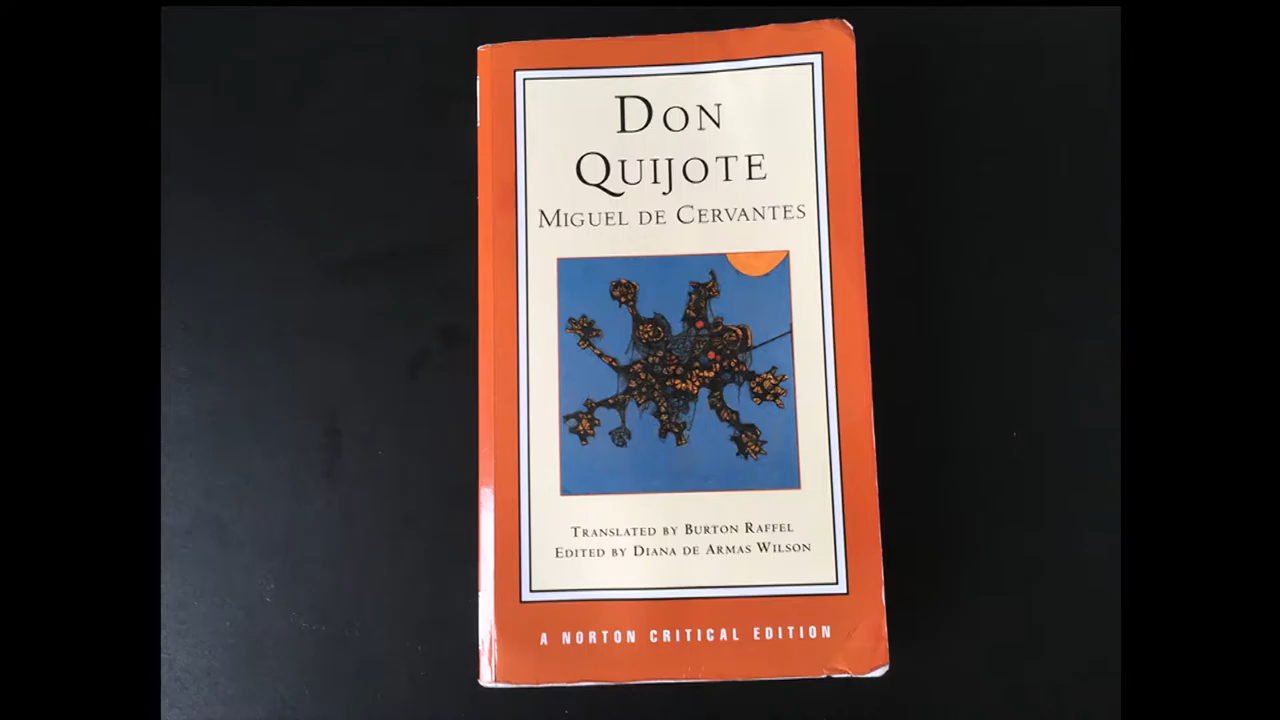 DON
QUIJOTE
MIGUEL DE CERVANTES
TRANSLATED BY BURTON RAFFEL
EDITED BY DIANA DE ARMAS WILSON
A NORTON CRITICAL EDITION